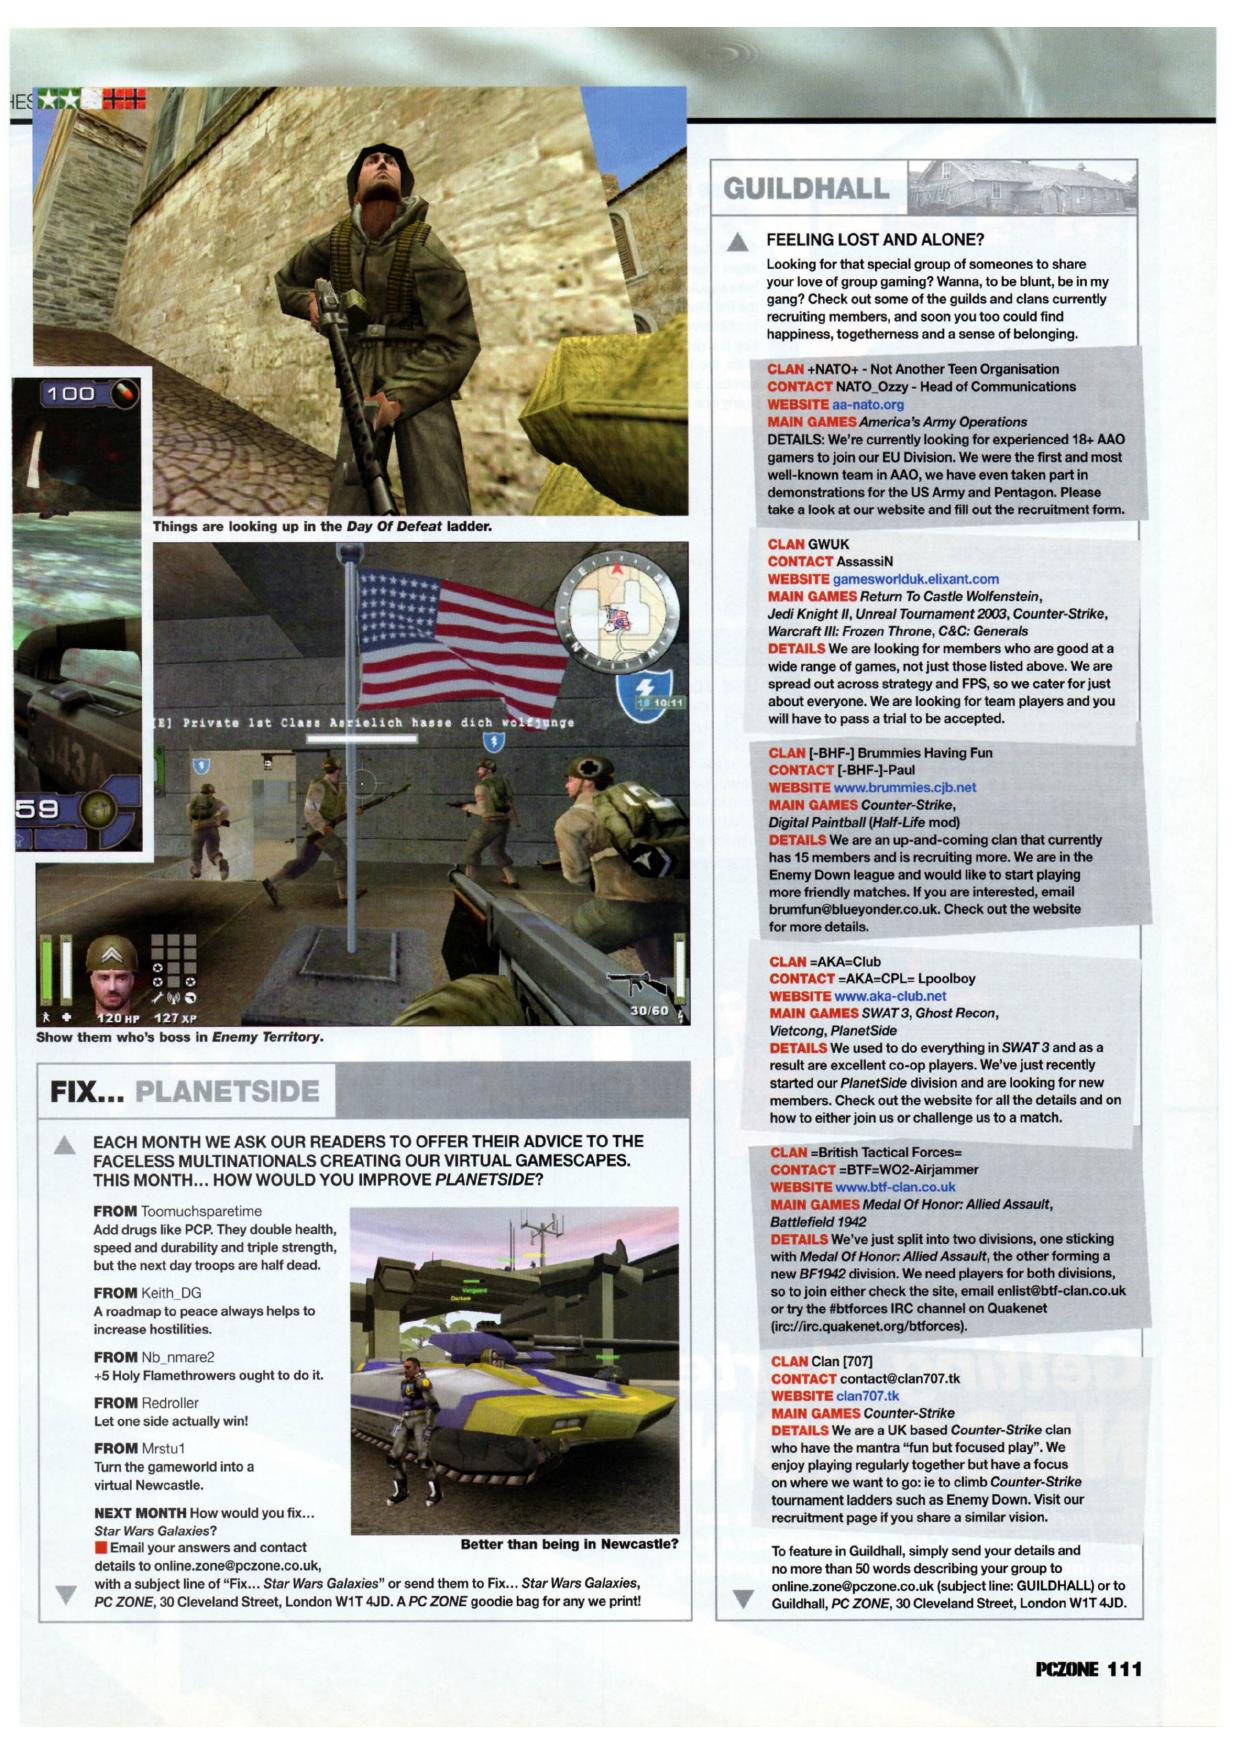 HES
100
59
Things are looking up in the Day Of Defeat ladder.
[E] Private 1st Class Asrielich hasse dich wolfjunge
18 10:11
120 HP 127 XP
30/60
Show them who's boss in Enemy Territory.
FIX... PLANETSIDE
EACH MONTH WE ASK OUR READERS TO OFFER THEIR ADVICE TO THE
FACELESS MULTINATIONALS CREATING OUR VIRTUAL GAMESCAPES.
THIS MONTH... HOW WOULD YOU IMPROVE PLANETSIDE?
FROM Toomuchsparetime
Add drugs like PCP. They double health,
speed and durability and triple strength,
but the next day troops are half dead.
FROM Keith_DG
A roadmap to peace always helps to
increase hostilities.
FROM Nb_nmare2
+5 Holy Flamethrowers ought to do it.
FROM Redroller
Let one side actually win!
FROM Mrstu1
Turn the gameworld into a
virtual Newcastle.
NEXT MONTH How would you fix...
Star Wars Galaxies?
Email your answers and contact
details to online.zone@pczone.co.uk,
with a subject line of "Fix... Star Wars Galaxies" or send them to Fix... Star Wars Galaxies,
PC ZONE, 30 Cleveland Street, London W1T 4JD. A PC ZONE goodie bag for any we print!
Better than being in Newcastle?
GUILDHALL
FEELING LOST AND ALONE?
Looking for that special group of someones to share
your love of group gaming? Wanna, to be blunt, be in my
gang? Check out some of the guilds and clans currently
recruiting members, and soon you too could find
happiness, togetherness and a sense of belonging.
CLAN +NATO+ - Not Another Teen Organisation
CONTACT NATO_Ozzy - Head of Communications
WEBSITE aa-nato.org
MAIN GAMES America's Army Operations
DETAILS: We're currently looking for experienced 18+ AAO
gamers to join our EU Division. We were the first and most
well-known team in AAO, we have even taken part in
demonstrations for the US Army and Pentagon. Please
take a look at our website and fill out the recruitment form.
CLAN GWUK
CONTACT AssassiN
WEBSITE gamesworlduk.elixant.com
MAIN GAMES Return To Castle Wolfenstein,
Jedi Knight II, Unreal Tournament 2003, Counter-Strike,
Warcraft III: Frozen Throne, C&C: Generals
DETAILS We are looking for members who are good at a
wide range of games, not just those listed above. We are
spread out across strategy and FPS, so we cater for just
about everyone. We are looking for team players and you
will have to pass a trial to be accepted.
CLAN [-BHF-] Brummies Having Fun
CONTACT [-BHF-]-Paul
WEBSITE www.brummies.cjb.net
MAIN GAMES Counter-Strike,
Digital Paintball (Half-Life mod)
DETAILS We are an up-and-coming clan that currently
has 15 members and is recruiting more. We are in the
Enemy Down league and would like to start playing
more friendly matches. If you are interested, email
brumfun@blueyonder.co.uk. Check out the website
for more details.
CLAN =AKA=Club
CONTACT =AKA=CPL= Lpoolboy
WEBSITE www.aka-club.net
MAIN GAMES SWAT 3, Ghost Recon,
Vietcong, PlanetSide
DETAILS We used to do everything in SWAT 3 and as a
result are excellent co-op players. We've just recently
started our PlanetSide division and are looking for new
members. Check out the website for all the details and on
how to either join us or challenge us to a match.
CLAN =British Tactical Forces=
CONTACT =BTF=WO2-Airjammer
WEBSITE www.btf-clan.co.uk
MAIN GAMES Medal Of Honor: Allied Assault,
Battlefield 1942
DETAILS We've just split into two divisions, one sticking
with Medal Of Honor: Allied Assault, the other forming a
new BF1942 division. We need players for both divisions,
so to join either check the site, email enlist@btf-clan.co.uk
or try the #btforces IRC channel on Quakenet
(irc://irc.quakenet.org/btforces).
CLAN Clan [707]
CONTACT contact@clan707.tk
WEBSITE clan707.tk
MAIN GAMES Counter-Strike
DETAILS We are a UK based Counter-Strike clan
who have the mantra "fun but focused play". We
enjoy playing regularly together but have a focus
on where we want to go: ie to climb Counter-Strike
tournament ladders such as Enemy Down. Visit our
recruitment page if you share a similar vision.
To feature in Guildhall, simply send your details and
no more than 50 words describing your group to
online.zone@pczone.co.uk (subject line: GUILDHALL) or to
Guildhall, PC ZONE, 30 Cleveland Street, London W1T 4JD.
PCZONE 111